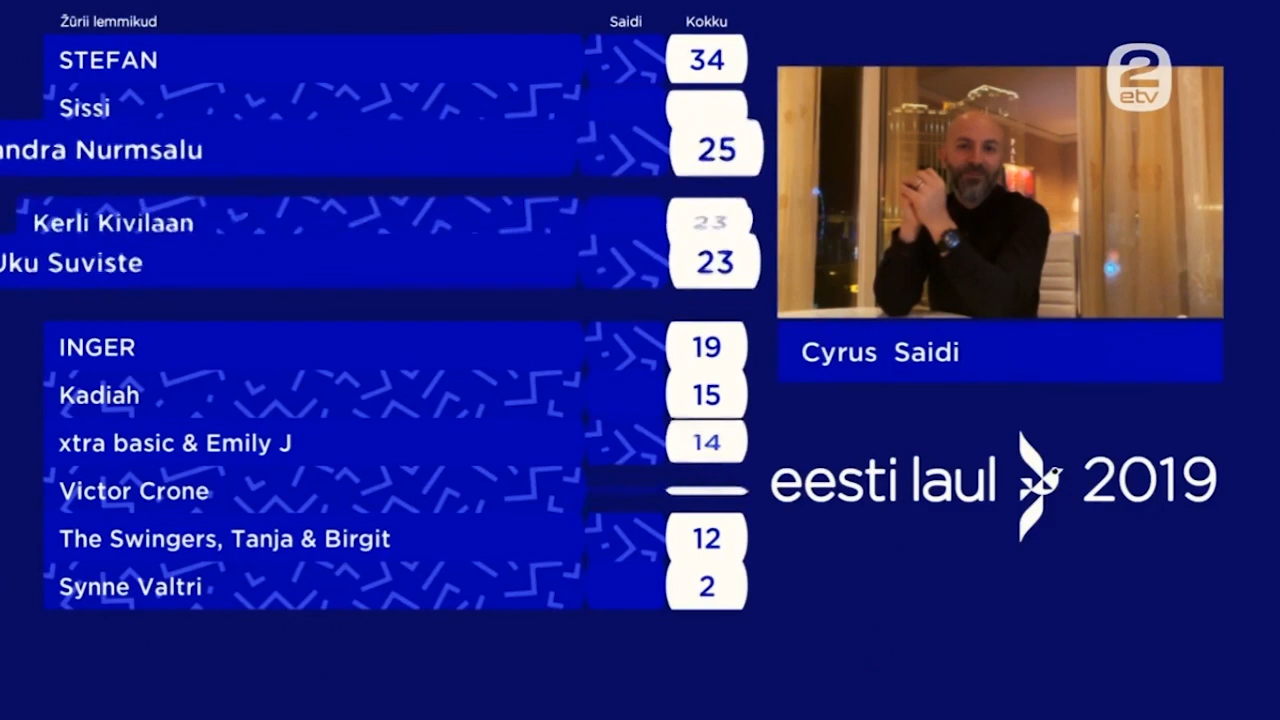 Žürii lemmikud Saidi Kokku
STEFAN 34
Sissi
andra Nurmsalu 25
Kerli Kivilaan 23
Uku Suviste 23
INGER 19
Kadiah 15
xtra basic & Emily J 14
Victor Crone
The Swingers, Tanja & Birgit 12
Synne Valtri 2
2
etv
Cyrus Saidi
eesti laul 2019